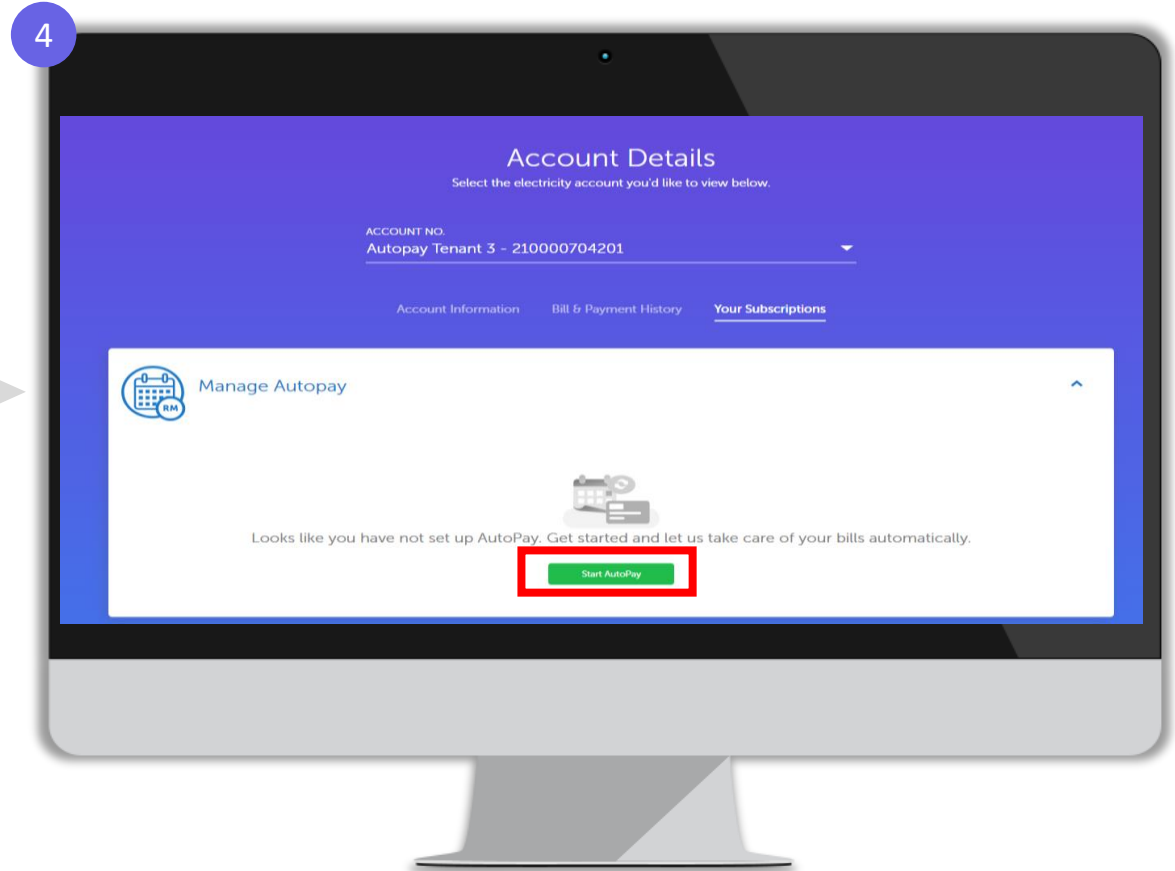 4
Account Details
Select the electricity account you'd like to view below.
ACCOUNT NO.
Autopay Tenant 3 - 210000704201
Account Information Bill & Payment History Your Subscriptions
RM
Manage Autopay
Looks like you have not set up AutoPay. Get started and let us take care of your bills automatically.
Start AutoPay